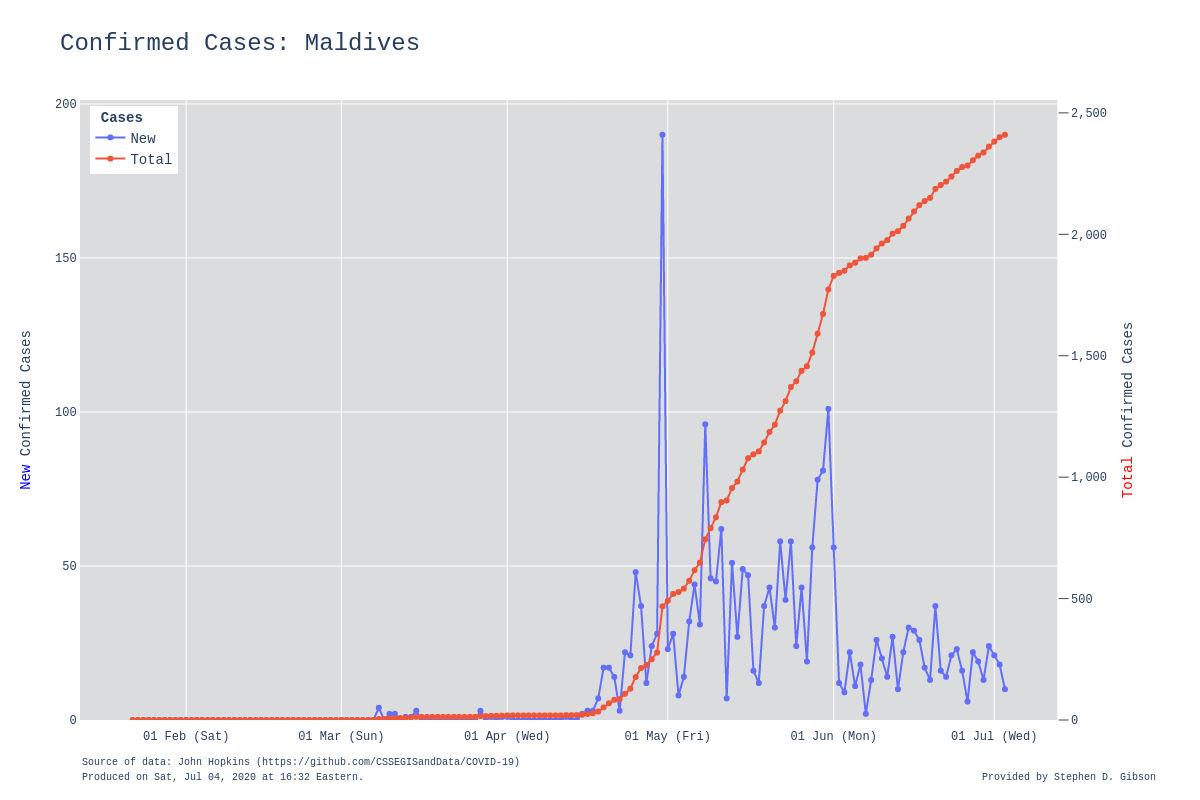 Confirmed Cases: Maldives
Cases
New
Total
200
150
100
50
0
2,500
2,000
1,500
1,000
500
0
New Confirmed Cases
Total Confirmed Cases
01 Feb (Sat)
01 Mar (Sun)
01 Apr (Wed)
01 May (Fri)
01 Jun (Mon)
01 Jul (Wed)
Source of data: John Hopkins (https://github.com/CSSEGISandData/COVID-19)
Produced on Sat, Jul 04, 2020 at 16:32 Eastern.
Provided by Stephen D. Gibson